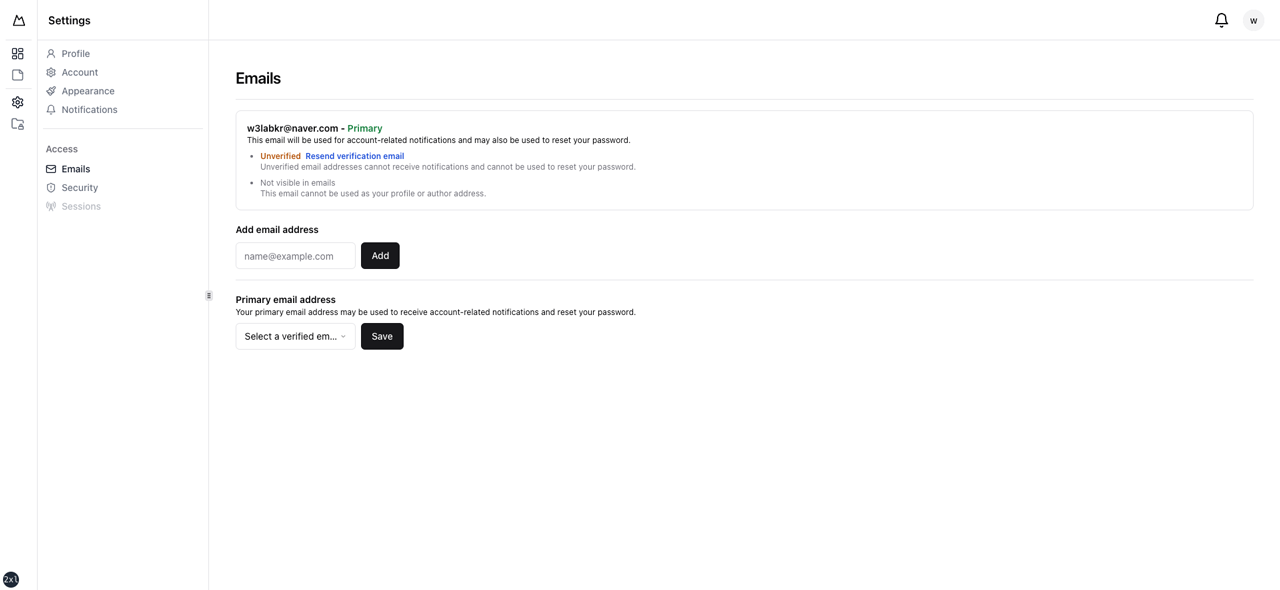 Settings
w
Profile
Account
Appearance
Notifications
Access
Emails
Security
Sessions
Emails
w3labkr@naver.com - Primary
This email will be used for account-related notifications and may also be used to reset your password.
• Unverified Resend verification email
Unverified email addresses cannot receive notifications and cannot be used to reset your password.
• Not visible in emails
This email cannot be used as your profile or author address.
Add email address
name@example.com Add
Primary email address
Your primary email address may be used to receive account-related notifications and reset your password.
Select a verified em... Save
2xl